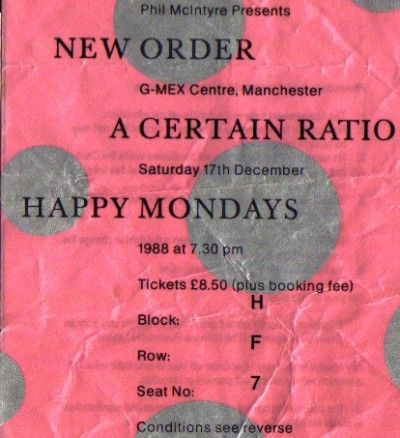 Phil McIntyre Presents
NEW ORDER
G-MEX Centre, Manchester
A CERTAIN RATIO
Saturday 17th December
HAPPY MONDAYS
1988 at 7.30 pm
Tickets £8.50 (plus booking fee)
Block: H
Row: F
Seat No: 7
Conditions see reverse